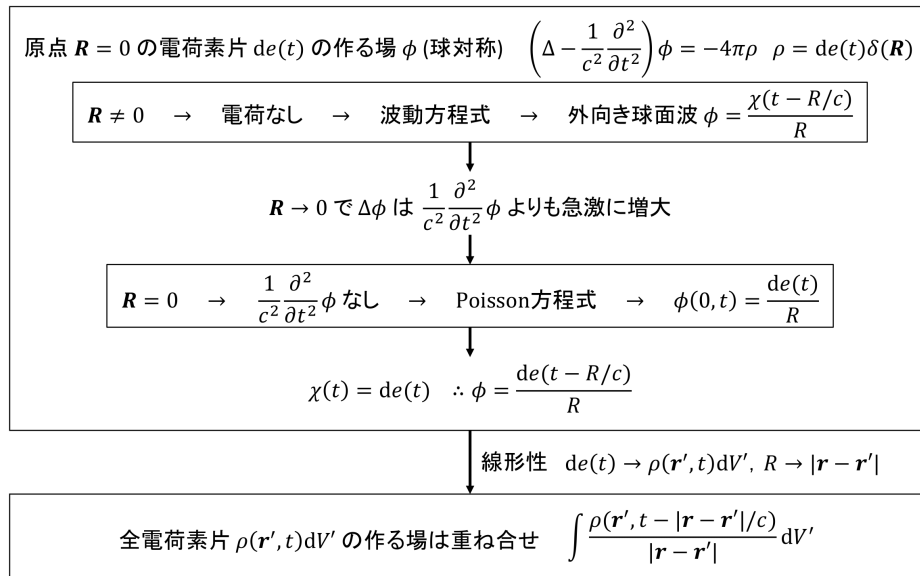 原点 𝑹 = 0 の電荷素片 d𝑒(𝑡) の作る場 𝜙 (球対称) (Δ − 1/𝑐² ∂²/∂𝑡²) 𝜙 = −4𝜋𝜌 𝜌 = d𝑒(𝑡)𝛿(𝑹)
𝑹 ≠ 0 → 電荷なし → 波動方程式 → 外向き球面波 𝜙 = 𝜒(𝑡 − 𝑅/𝑐)/𝑅
𝑹 → 0 で Δ𝜙 は 1/𝑐² ∂²/∂𝑡² 𝜙 よりも急激に増大
𝑹 = 0 → 1/𝑐² ∂²/∂𝑡² 𝜙 なし → Poisson方程式 → 𝜙(0, 𝑡) = d𝑒(𝑡)/𝑅
𝜒(𝑡) = d𝑒(𝑡) ∴ 𝜙 = d𝑒(𝑡 − 𝑅/𝑐)/𝑅
線形性 d𝑒(𝑡) → 𝜌(𝒓′, 𝑡)d𝑉′, 𝑅 → |𝒓 − 𝒓′|
全電荷素片 𝜌(𝒓′, 𝑡)d𝑉′ の作る場は重ね合せ ∫ 𝜌(𝒓′, 𝑡 − |𝒓 − 𝒓′|/𝑐)/|𝒓 − 𝒓′| d𝑉′